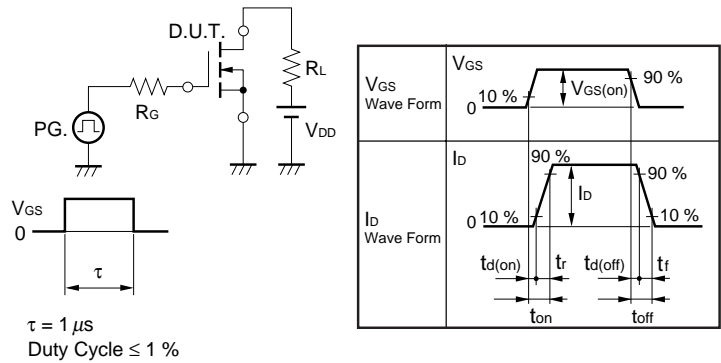 D.U.T.
RL
PG.
RG
VDD
VGS
0
τ
τ = 1 μs
Duty Cycle ≤ 1 %
VGS
Wave Form
VGS
10 %
0
VGS(on)
90 %
ID
Wave Form
ID
90 %
0 10 %
ID
90 %
10 %
td(on) tr td(off) tf
ton toff